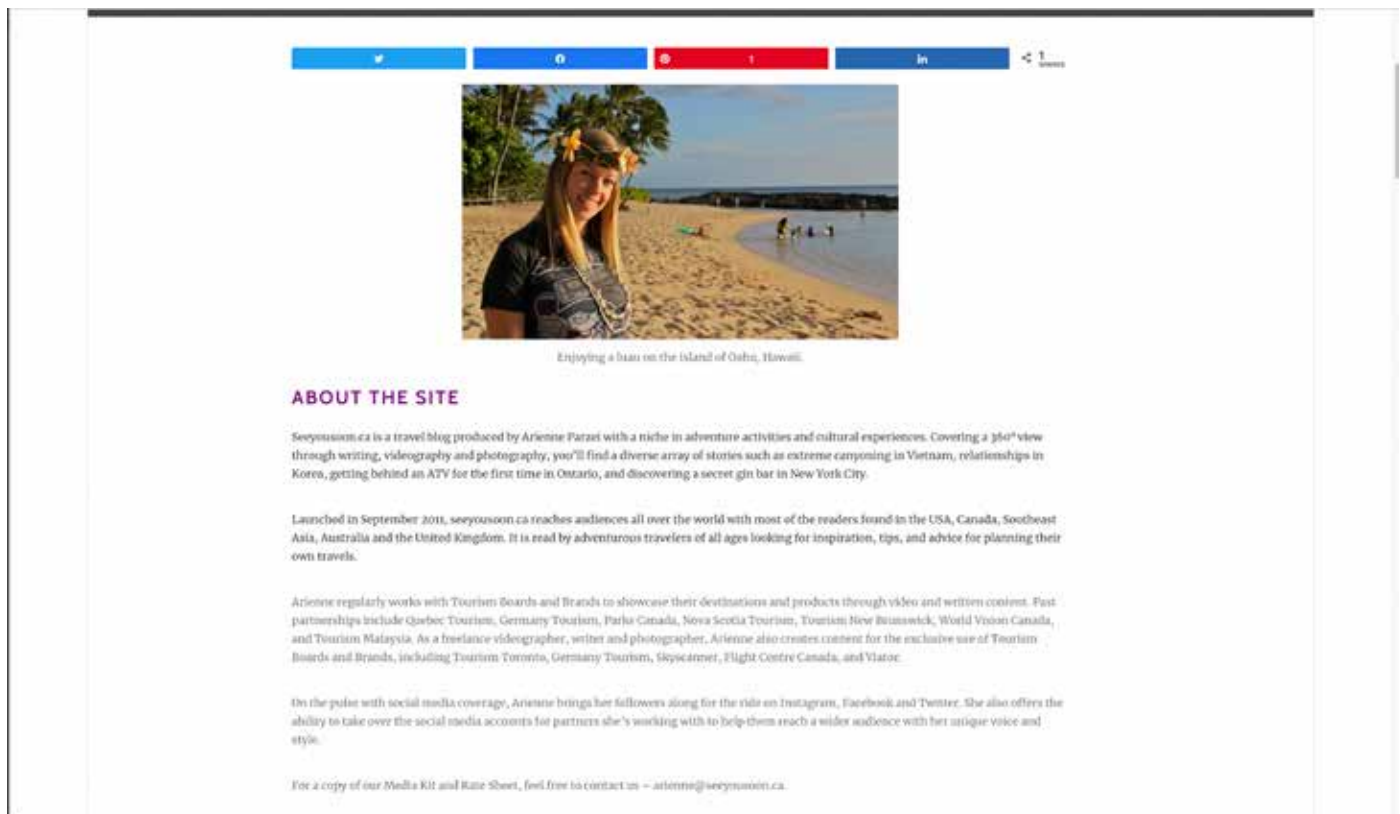 1
1
SHARES
Enjoying a luau on the island of Oahu, Hawaii.
ABOUT THE SITE
Seeyousoon.ca is a travel blog produced by Arienne Parzei with a niche in adventure activities and cultural experiences. Covering a 360° view
through writing, videography and photography, you'll find a diverse array of stories such as extreme canyoning in Vietnam, relationships in
Korea, getting behind an ATV for the first time in Ontario, and discovering a secret gin bar in New York City.
Launched in September 2011, seeyousoon.ca reaches audiences all over the world with most of the readers found in the USA, Canada, Southeast
Asia, Australia and the United Kingdom. It is read by adventurous travelers of all ages looking for inspiration, tips, and advice for planning their
own travels.
Arienne regularly works with Tourism Boards and Brands to showcase their destinations and products through video and written content. Past
partnerships include Quebec Tourism, Germany Tourism, Parks Canada, Nova Scotia Tourism, Tourism New Brunswick, World Vision Canada,
and Tourism Malaysia. As a freelance videographer, writer and photographer, Arienne also creates content for the exclusive use of Tourism
Boards and Brands, including Tourism Toronto, Germany Tourism, Skyscanner, Flight Centre Canada, and Viator.
On the pulse with social media coverage, Arienne brings her followers along for the ride on Instagram, Facebook and Twitter. She also offers the
ability to take over the social media accounts for partners she's working with to help them reach a wider audience with her unique voice and
style.
For a copy of our Media Kit and Rate Sheet, feel free to contact us – arienne@seeyousoon.ca.